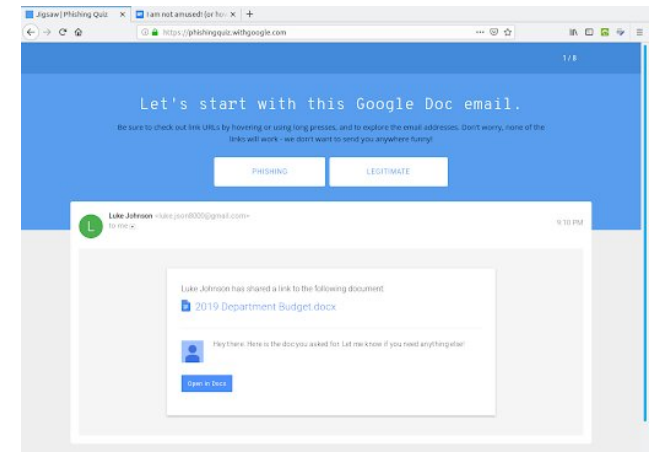 Jigsaw | Phishing Quiz
I am not amused! (or how
https://phishingquiz.withgoogle.com
1 / 8
Let's start with this Google Doc email.
Be sure to check out link URLs by hovering or using long presses, and to explore the email addresses. Don't worry, none of the
links will work - we don't want to send you anywhere funny!
PHISHING
LEGITIMATE
Luke Johnson <luke.json8000@gmail.com>
to me
9:10 PM
L
Luke Johnson has shared a link to the following document:
2019 Department Budget.docx
Hey there. Here is the doc you asked for. Let me know if you need anything else!
Open in Docs